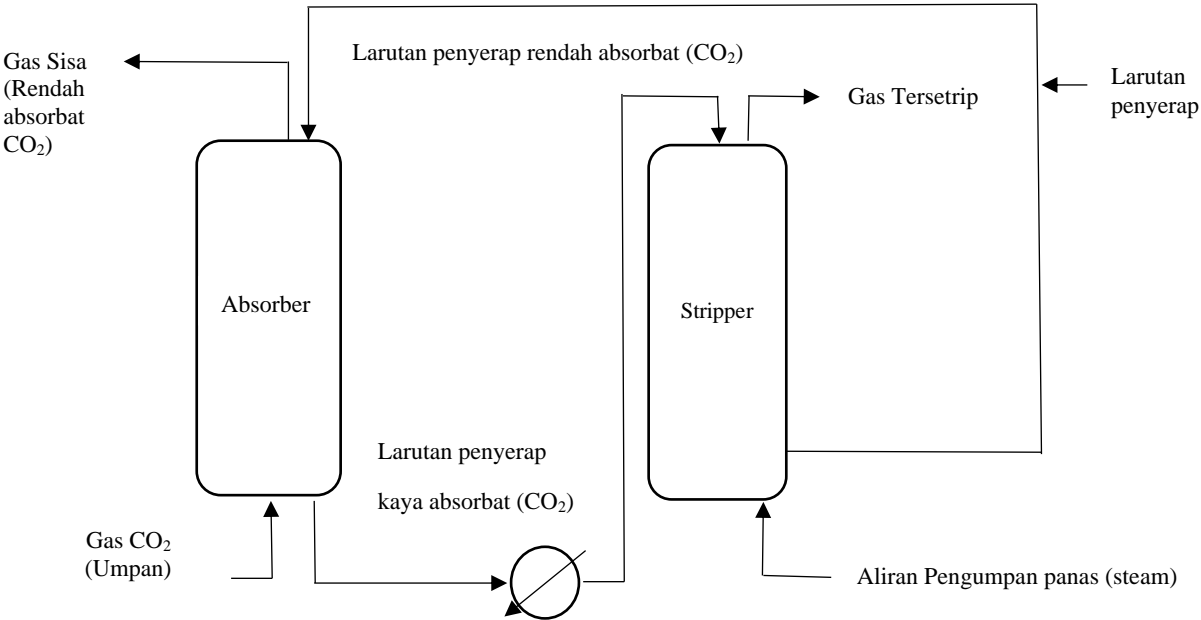 Gas Sisa
(Rendah
absorbat
CO₂)
Larutan penyerap rendah absorbat (CO₂)
Gas Tersetrip
Larutan
penyerap
Absorber
Stripper
Larutan penyerap
kaya absorbat (CO₂)
Gas CO₂
(Umpan)
Aliran Pengumpan panas (steam)